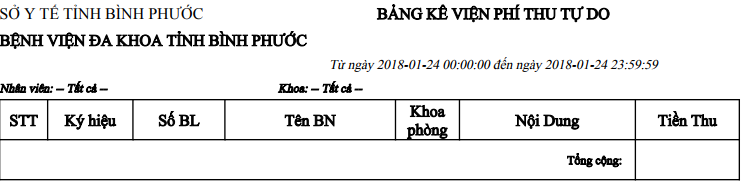 SỞ Y TẾ TỈNH BÌNH PHƯỚC
BẢNG KÊ VIỆN PHÍ THU TỰ DO
BỆNH VIỆN ĐA KHOA TỈNH BÌNH PHƯỚC
Từ ngày 2018-01-24 00:00:00 đến ngày 2018-01-24 23:59:59
Nhân viên: -- Tất cả --
Khoa: -- Tất cả --
STT Ký hiệu Số BL Tên BN Khoa phòng Nội Dung Tiền Thu
Tổng cộng: